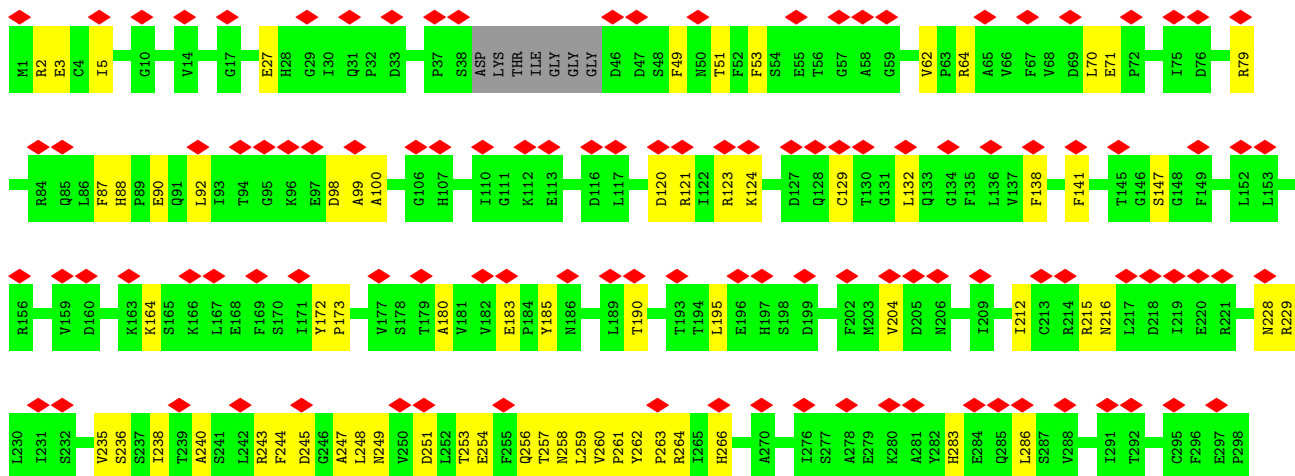 M1 R2 E3 C4 I5 G10 V14 G17 E27 H28 G29 I30 Q31 P32 D33 P37 S38 ASP LYS THR ILE GLY GLY GLY D46 D47 S48 F49 N50 T51 F52 F53 S54 E55 T56 G57 A58 G59 V62 P63 R64 A65 V66 F67 V68 D69 L70 E71 P72 I75 D76 R79
R84 Q85 L86 F87 H88 P89 E90 Q91 L92 I93 T94 G95 K96 E97 D98 A99 A100 G106 H107 I110 G111 K112 E113 D116 L117 D120 R121 I122 R123 K124 D127 Q128 C129 T130 G131 L132 Q133 G134 F135 L136 V137 F138 F141 T145 G146 S147 G148 F149 L152 L153
R156 V159 D160 K163 K164 S165 K166 L167 E168 F169 S170 I171 Y172 P173 V177 S178 T179 A180 V181 V182 E183 P184 Y185 N186 L189 T190 T193 T194 L195 E196 H197 S198 D199 F202 M203 V204 D205 N206 I209 I212 C213 R214 R215 N216 L217 D218 I219 E220 R221 N228 R229
L230 I231 S232 V235 S236 S237 I238 T239 A240 S241 L242 R243 F244 D245 G246 A247 L248 N249 V250 D251 L252 T253 E254 F255 Q256 T257 N258 L259 V260 P261 Y262 P263 R264 I265 H266 A270 I276 S277 A278 E279 K280 A281 Y282 H283 E284 Q285 L286 S287 V288 I291 T292 C295 F296 E297 P298